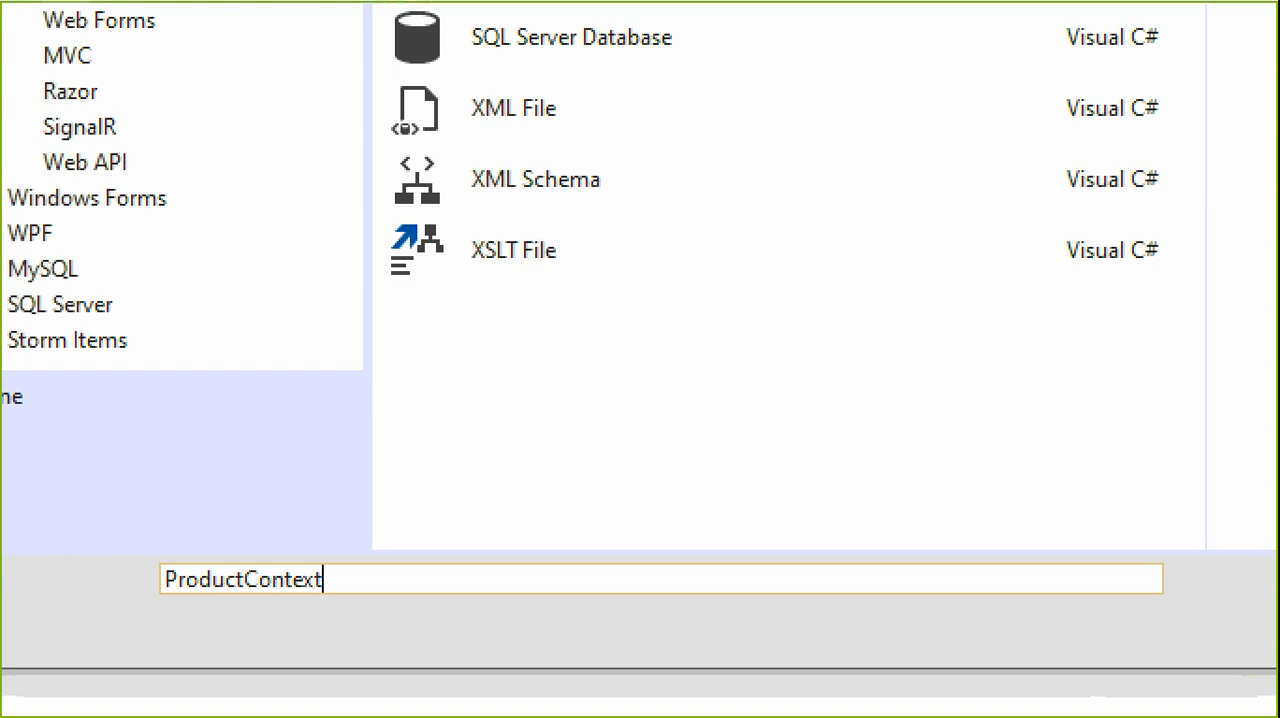 Web Forms
MVC
Razor
SignalR
Web API
Windows Forms
WPF
MySQL
SQL Server
Storm Items
ne
SQL Server Database Visual C#
XML File Visual C#
XML Schema Visual C#
XSLT File Visual C#
ProductContext